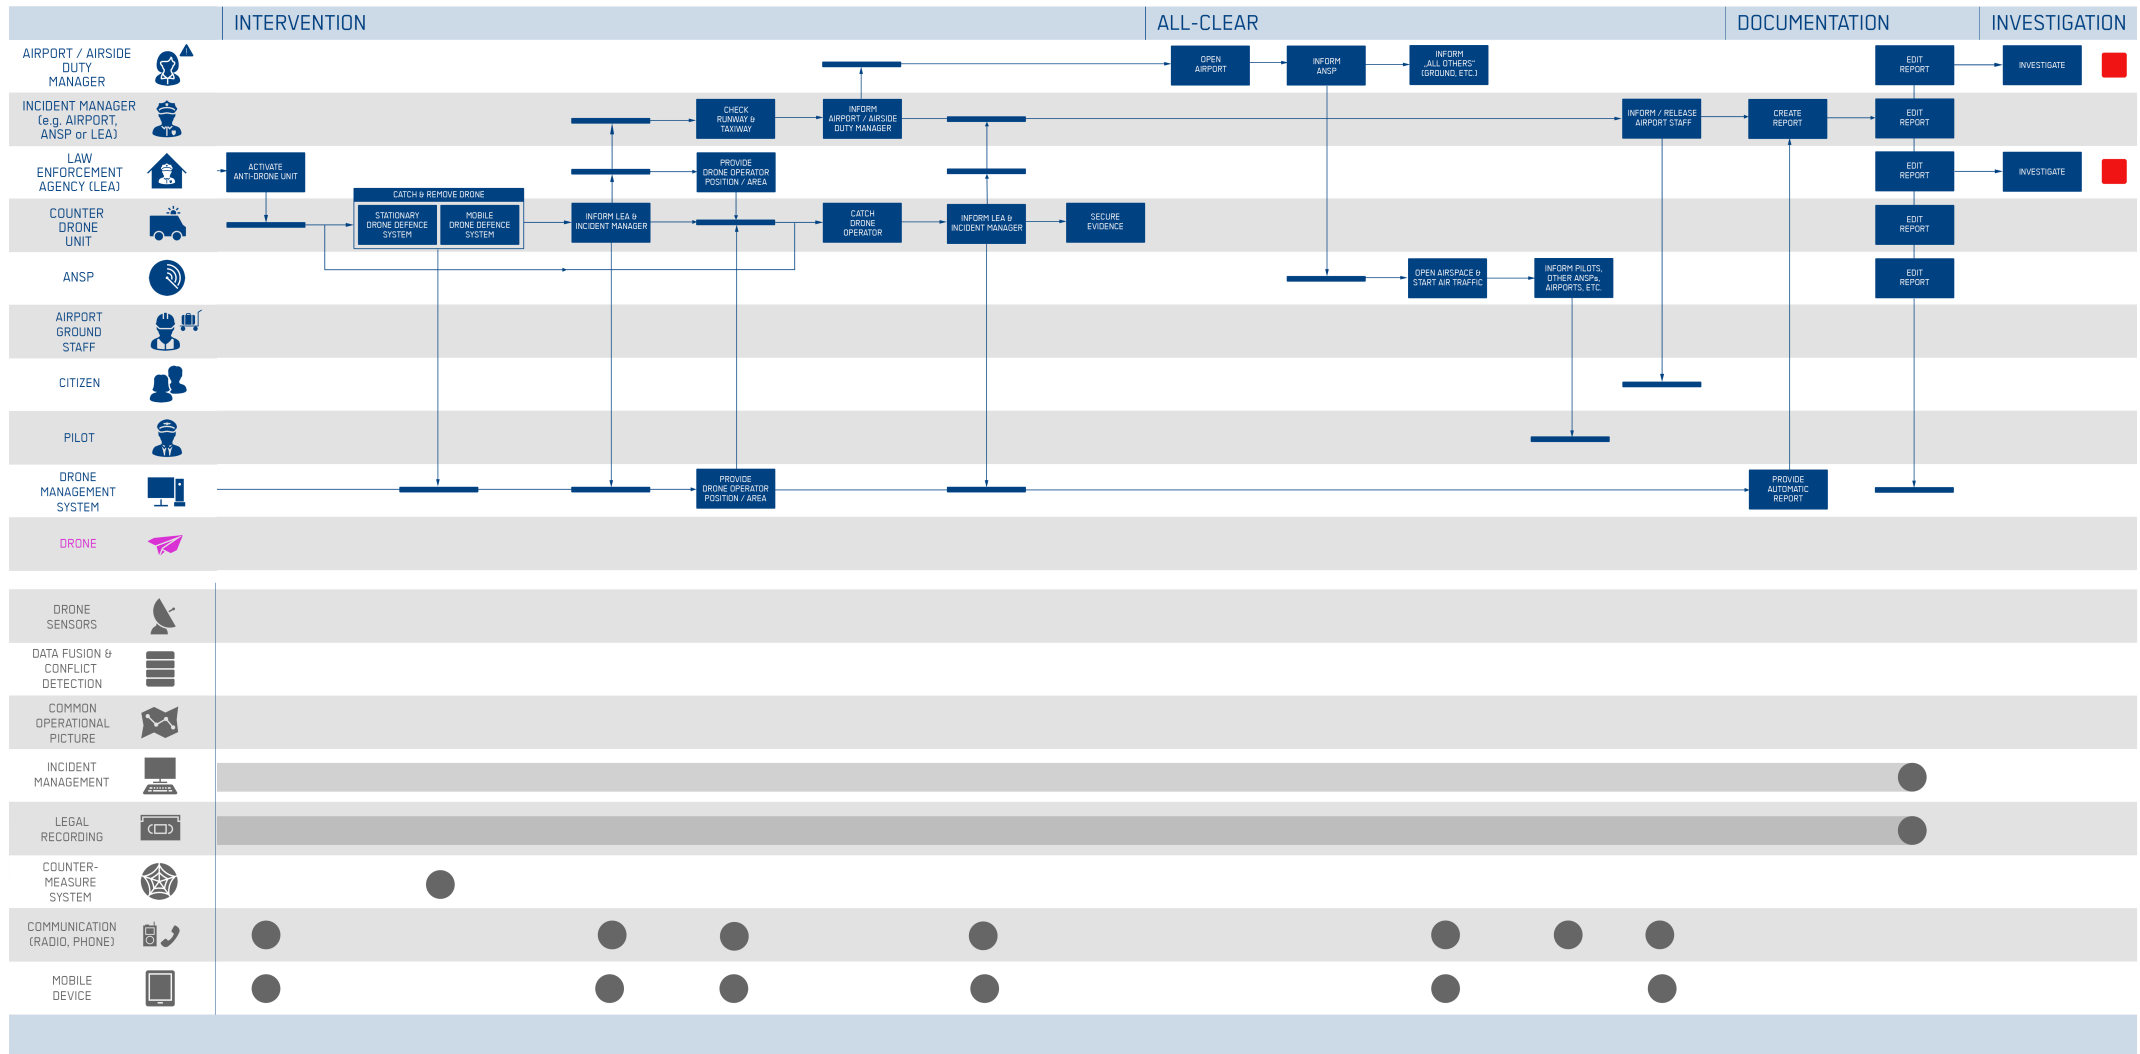 INTERVENTION
ALL-CLEAR
DOCUMENTATION
INVESTIGATION
AIRPORT / AIRSIDE
DUTY
MANAGER
OPEN
AIRPORT
INFORM
ANSP
INFORM
„ALL OTHERS"
(GROUND, ETC.)
EDIT
REPORT
INVESTIGATE
INCIDENT MANAGER
(e.g. AIRPORT,
ANSP or LEA)
CHECK
RUNWAY &
TAXIWAY
INFORM
AIRPORT / AIRSIDE
DUTY MANAGER
INFORM / RELEASE
AIRPORT STAFF
CREATE
REPORT
EDIT
REPORT
LAW
ENFORCEMENT
AGENCY (LEA)
ACTIVATE
ANTI-DRONE UNIT
PROVIDE
DRONE OPERATOR
POSITION / AREA
EDIT
REPORT
INVESTIGATE
COUNTER
DRONE
UNIT
CATCH & REMOVE DRONE
STATIONARY
DRONE DEFENCE
SYSTEM
MOBILE
DRONE DEFENCE
SYSTEM
INFORM LEA &
INCIDENT MANAGER
CATCH
DRONE
OPERATOR
INFORM LEA &
INCIDENT MANAGER
SECURE
EVIDENCE
EDIT
REPORT
ANSP
OPEN AIRSPACE &
START AIR TRAFFIC
INFORM PILOTS,
OTHER ANSPs,
AIRPORTS, ETC.
EDIT
REPORT
AIRPORT
GROUND
STAFF
CITIZEN
PILOT
DRONE
MANAGEMENT
SYSTEM
PROVIDE
DRONE OPERATOR
POSITION / AREA
PROVIDE
AUTOMATIC
REPORT
DRONE
DRONE
SENSORS
DATA FUSION &
CONFLICT
DETECTION
COMMON
OPERATIONAL
PICTURE
INCIDENT
MANAGEMENT
LEGAL
RECORDING
COUNTER-
MEASURE
SYSTEM
COMMUNICATION
(RADIO, PHONE)
MOBILE
DEVICE